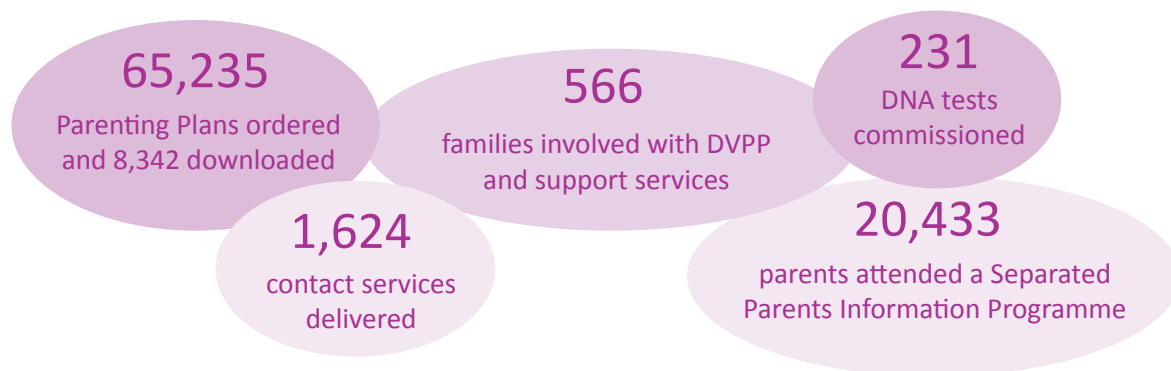 65,235
Parenting Plans ordered
and 8,342 downloaded
566
families involved with DVPP
and support services
231
DNA tests
commissioned
1,624
contact services
delivered
20,433
parents attended a Separated
Parents Information Programme